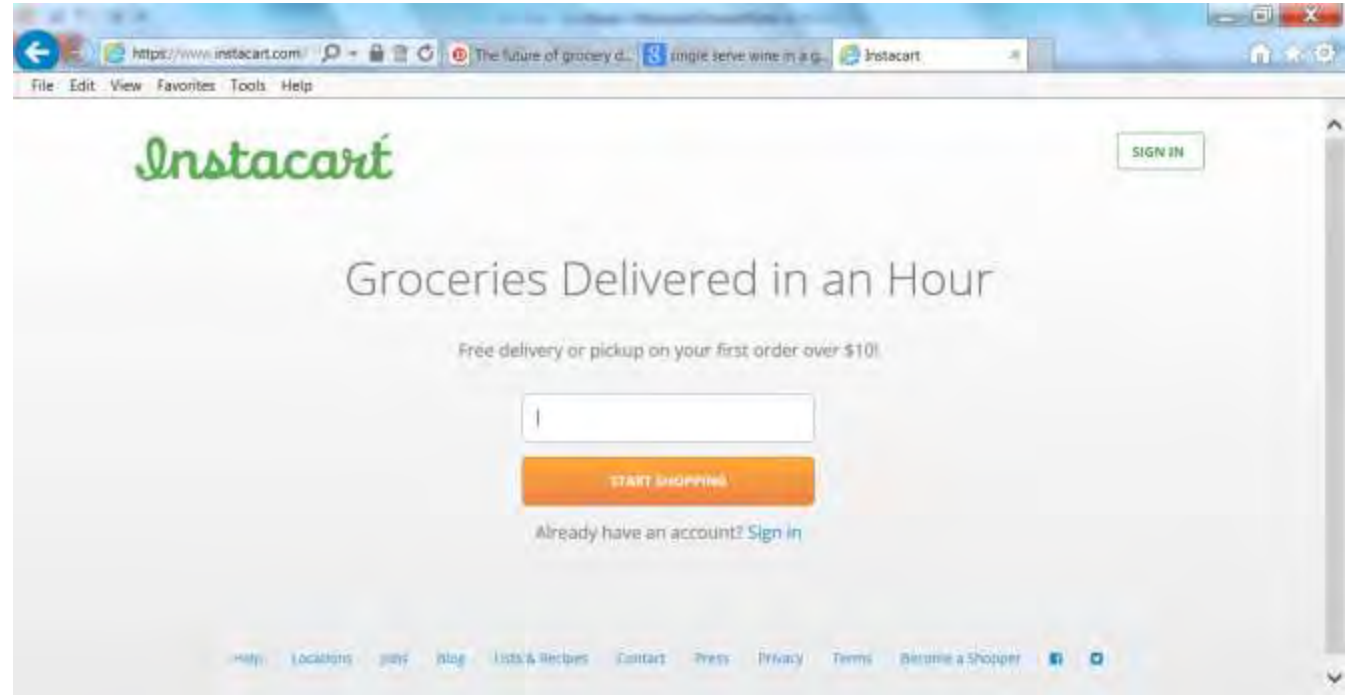 https://www.instacart.com The future of grocery d... single serve wine in a g... Instacart
File Edit View Favorites Tools Help
Instacart
SIGN IN
Groceries Delivered in an Hour
Free delivery or pickup on your first order over $10!
START SHOPPING
Already have an account? Sign in
Help Locations Jobs Blog Lists & Recipes Contact Press Privacy Terms Become a Shopper